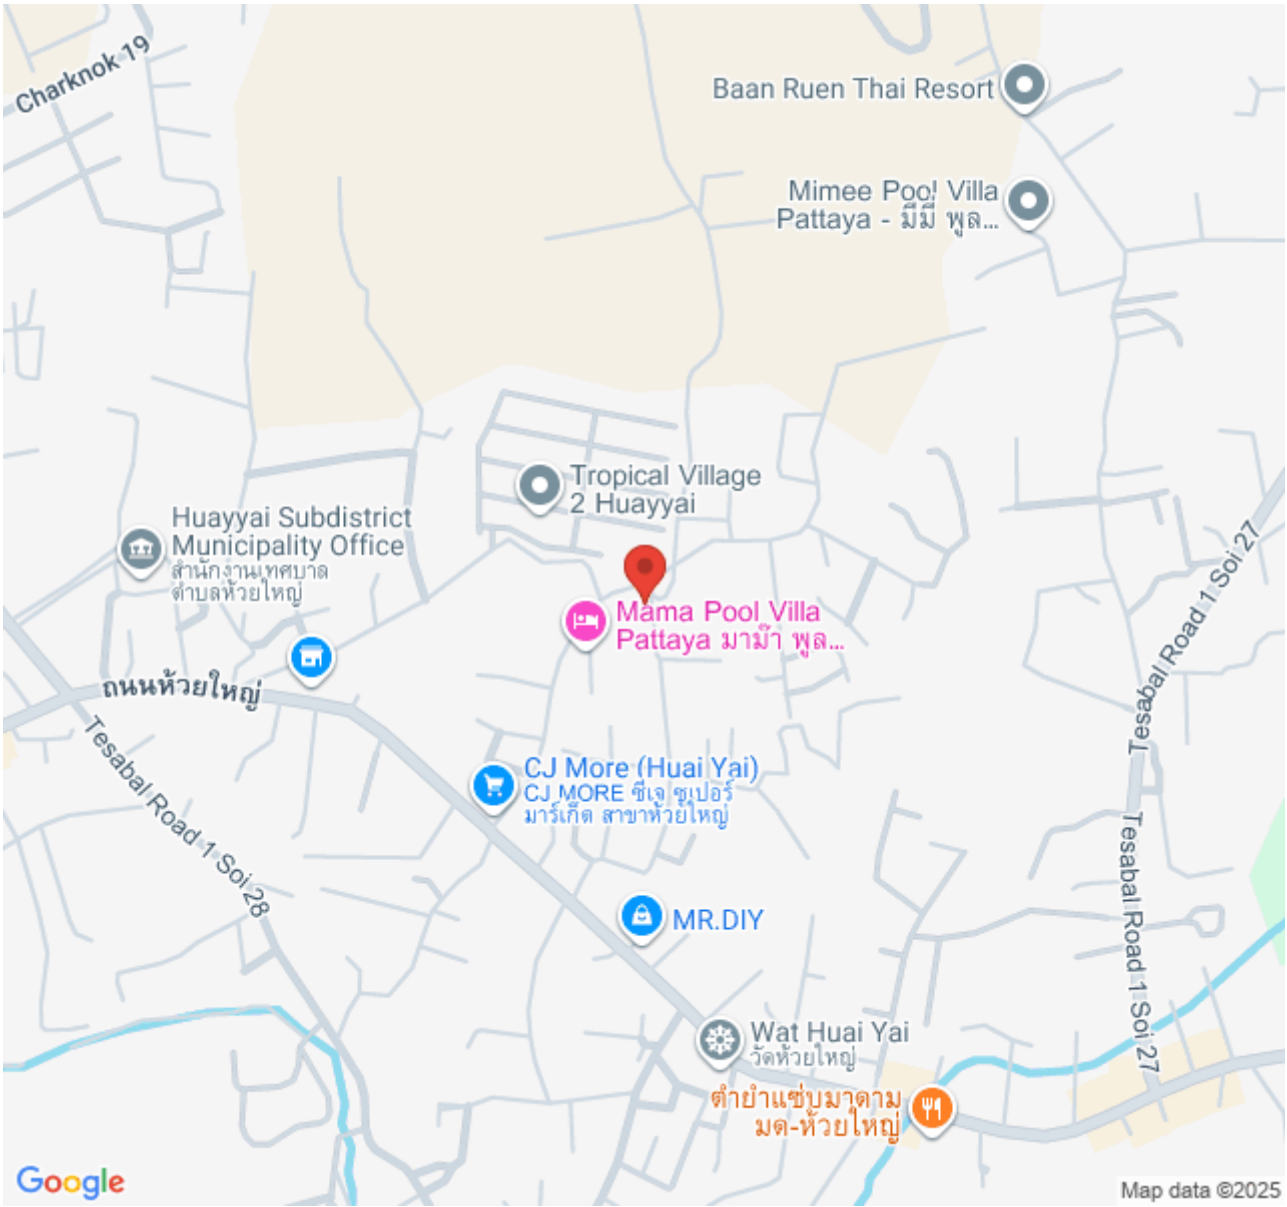 Charknok 19
Baan Ruen Thai Resort
Mimee Pool Villa
Pattaya - มีมี่ พูล...
Tropical Village
2 Huayyai
Huayyai Subdistrict
Municipality Office
สำนักงานเทศบาล
ตำบลห้วยใหญ่
Tesabal Road 1 Soi 27
Mama Pool Villa
Pattaya มาม๊า พูล...
ถนนห้วยใหญ่
Tesabal Road 1 Soi 28
CJ More (Huai Yai)
CJ MORE ซีเจ ซูเปอร์
มาร์เก็ต สาขาห้วยใหญ่
Tesabal Road 1 Soi 27
MR.DIY
Wat Huai Yai
วัดห้วยใหญ่
ตำยำแซ่บมาดาม
มด-ห้วยใหญ่
Google
Map data ©2025